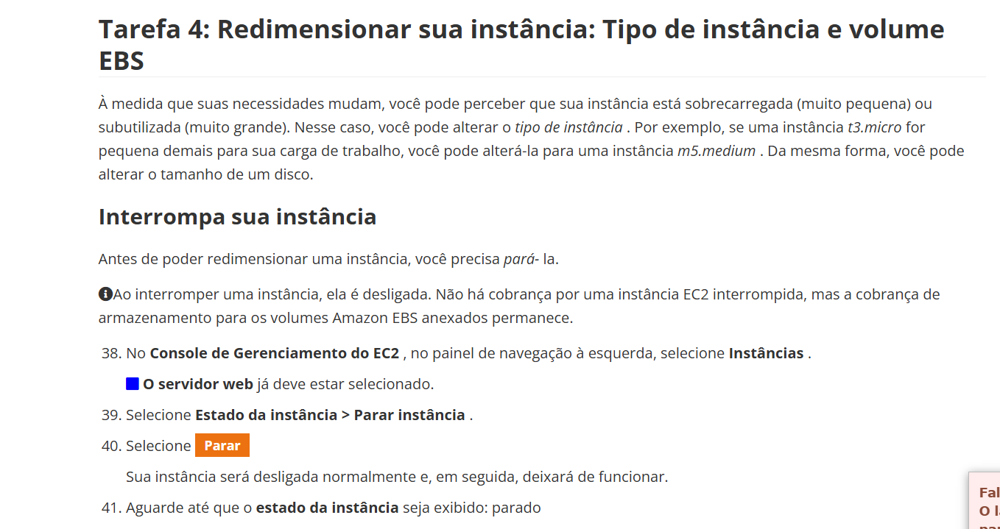 Tarefa 4: Redimensionar sua instância: Tipo de instância e volume
EBS
À medida que suas necessidades mudam, você pode perceber que sua instância está sobrecarregada (muito pequena) ou
subutilizada (muito grande). Nesse caso, você pode alterar o tipo de instância . Por exemplo, se uma instância t3.micro for
pequena demais para sua carga de trabalho, você pode alterá-la para uma instância m5.medium . Da mesma forma, você pode
alterar o tamanho de um disco.
Interrompa sua instância
Antes de poder redimensionar uma instância, você precisa pará- la.
Ao interromper uma instância, ela é desligada. Não há cobrança por uma instância EC2 interrompida, mas a cobrança de
armazenamento para os volumes Amazon EBS anexados permanece.
38. No Console de Gerenciamento do EC2 , no painel de navegação à esquerda, selecione Instâncias .
O servidor web já deve estar selecionado.
39. Selecione Estado da instância > Parar instância .
40. Selecione Parar
Sua instância será desligada normalmente e, em seguida, deixará de funcionar.
41. Aguarde até que o estado da instância seja exibido: parado
Fal
O l